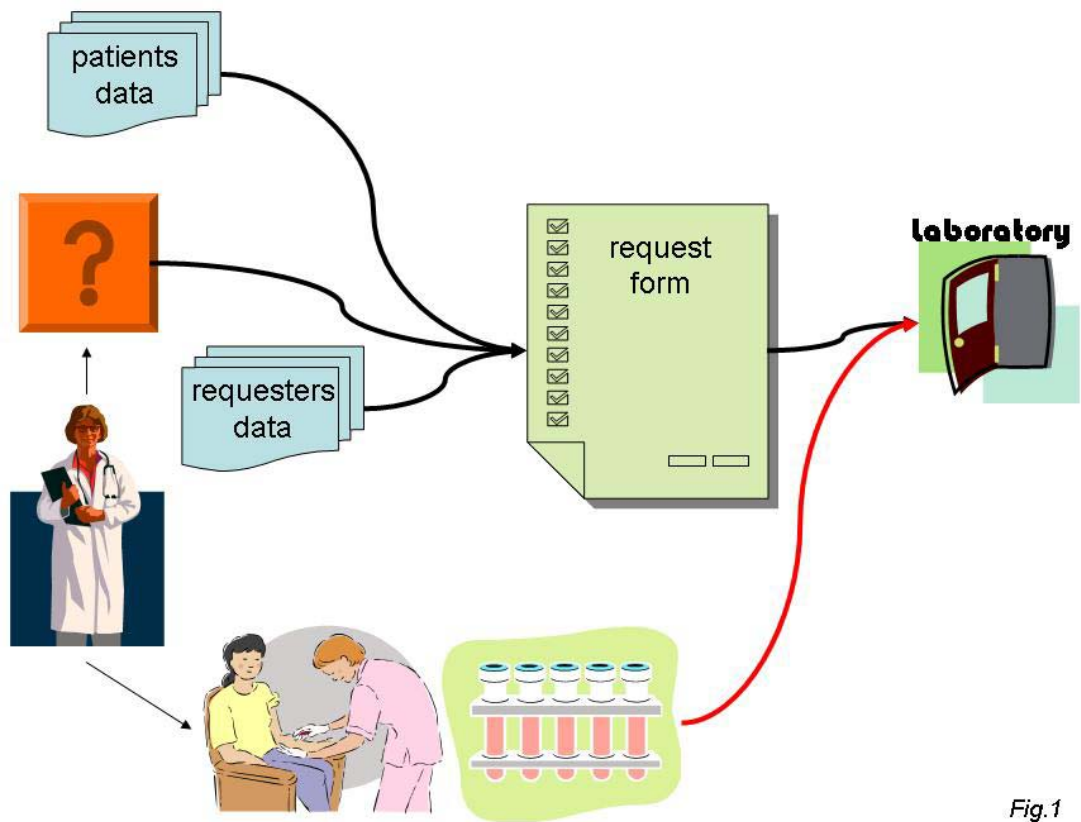 patients
data
?
requesters
data
request
form
Laboratory
Fig.1